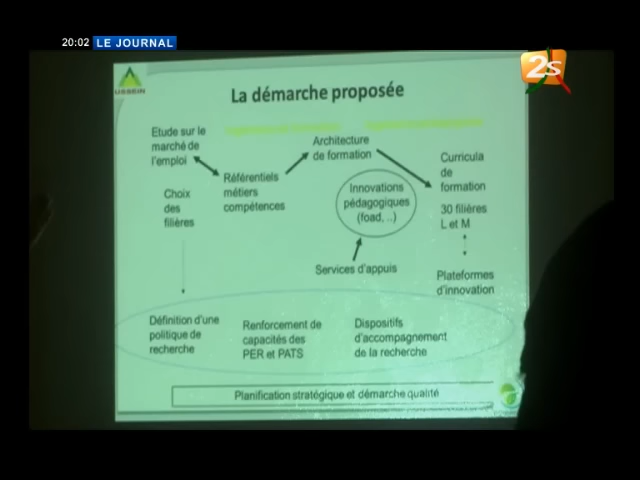 20:02 LE JOURNAL
2s
USSEIN
La démarche proposée
Etude sur le
marché de
l'emploi
Architecture
de formation
Curricula
de
formation
Référentiels
métiers
compétences
Choix
des
filières
Innovations
pédagogiques
(foad, ..)
30 filières
L et M
Services d'appuis
Plateformes
d'innovation
Définition d'une
politique de
recherche
Renforcement de
capacités des
PER et PATS
Dispositifs
d'accompagnement
de la recherche
Planification stratégique et démarche qualité